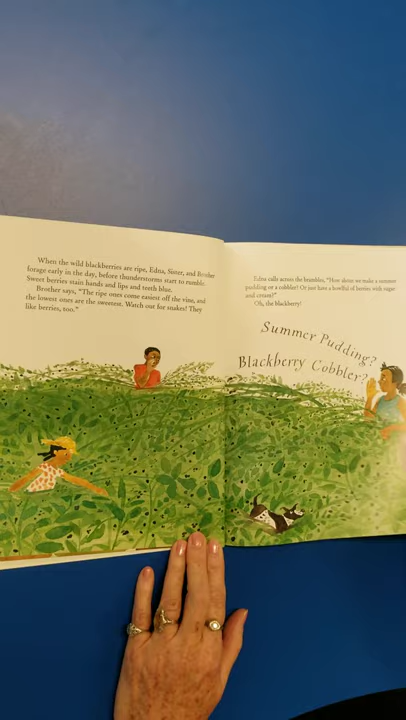 When the wild blackberries are ripe, Edna, Sister, and Brother
forage early in the day, before thunderstorms start to rumble.
Sweet berries stain hands and lips and teeth blue.
Brother says, "The ripe ones come easiest off the vine, and
the lowest ones are the sweetest. Watch out for snakes! They
like berries, too."
Edna calls across the brambles, "How about we make a summer
pudding or a cobbler? Or just have a bowlful of berries with sugar
and cream?"
Oh, the blackberry!
Summer Pudding?
Blackberry Cobbler?